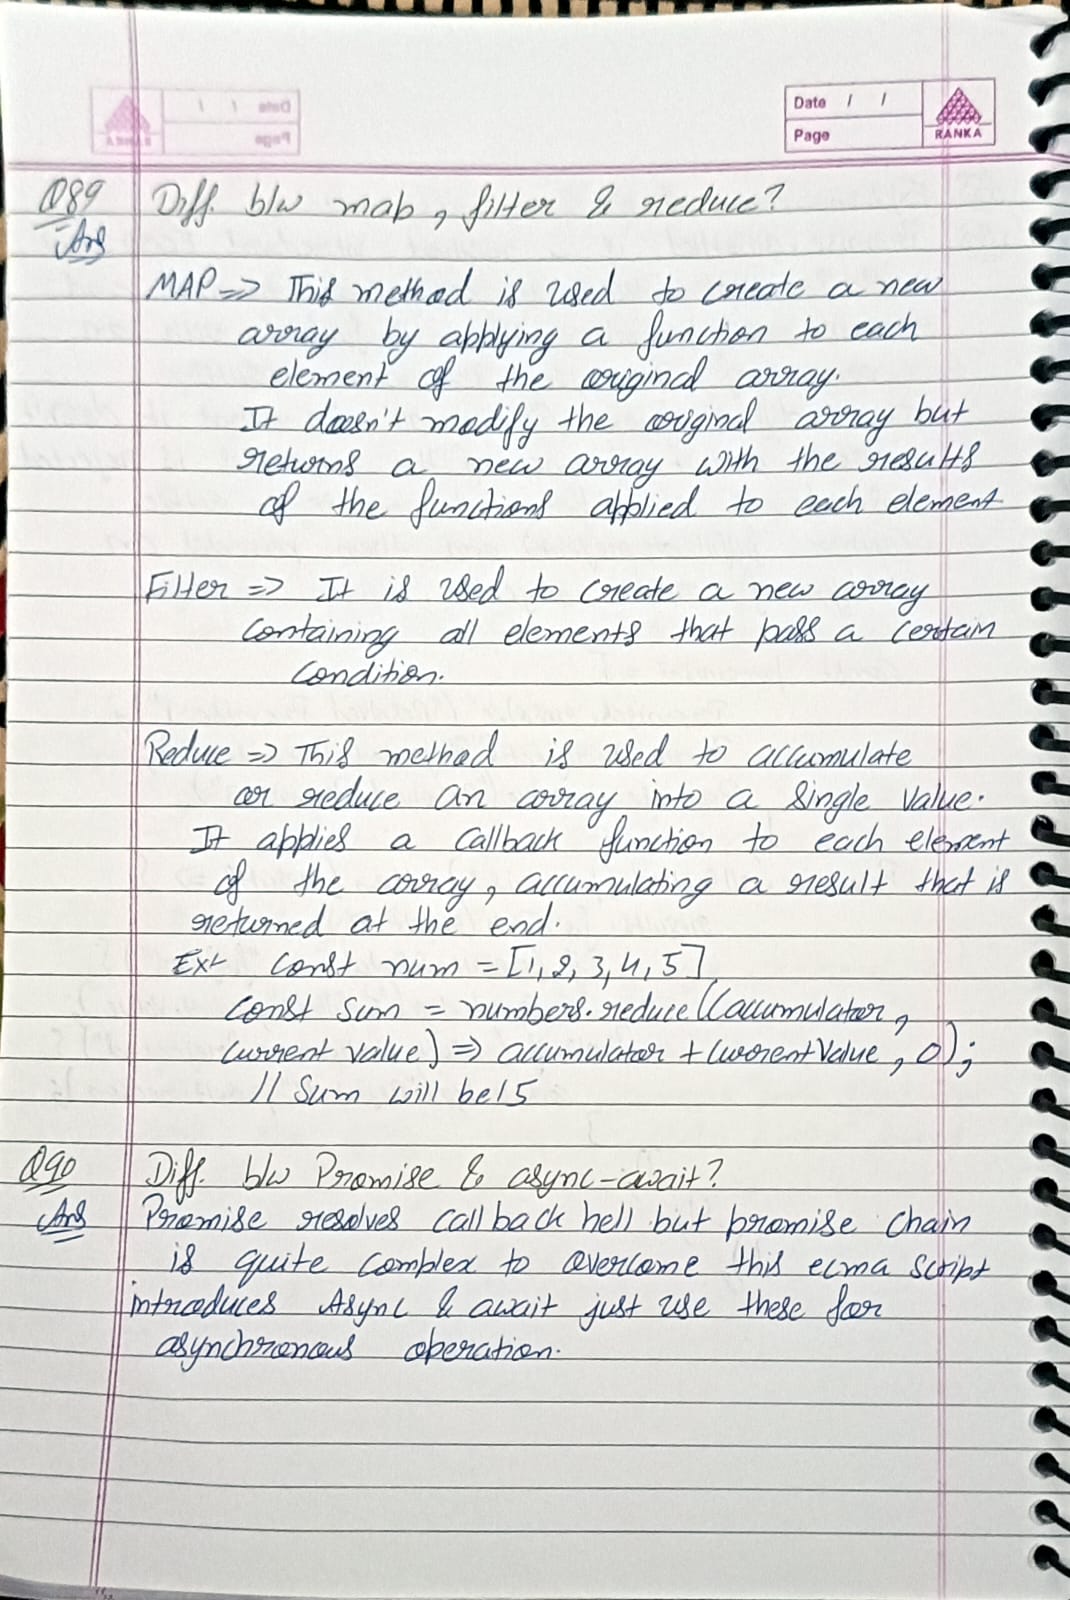 Date / /
Page
RANKA
Q89 Diff. b/w map, filter & reduce?
Ans
MAP => This method is used to create a new
array by applying a function to each
element of the original array.
It doesn't modify the original array but
returns a new array with the results
of the functions applied to each element.
Filter => It is used to create a new array
containing all elements that pass a certain
condition.
Reduce => This method is used to accumulate
or reduce an array into a single value.
It applies a callback function to each element
of the array, accumulating a result that is
returned at the end.
Ex:- const num = [1, 2, 3, 4, 5]
const sum = numbers.reduce((accumulator,
current value) => accumulator + currentValue, 0);
// Sum will be 15
Q90 Diff. b/w Promise & async-await?
Ans Promise resolves call back hell but promise chain
is quite complex to overcome this ecma script
introduces Async & await just use these for
asynchronous operation.